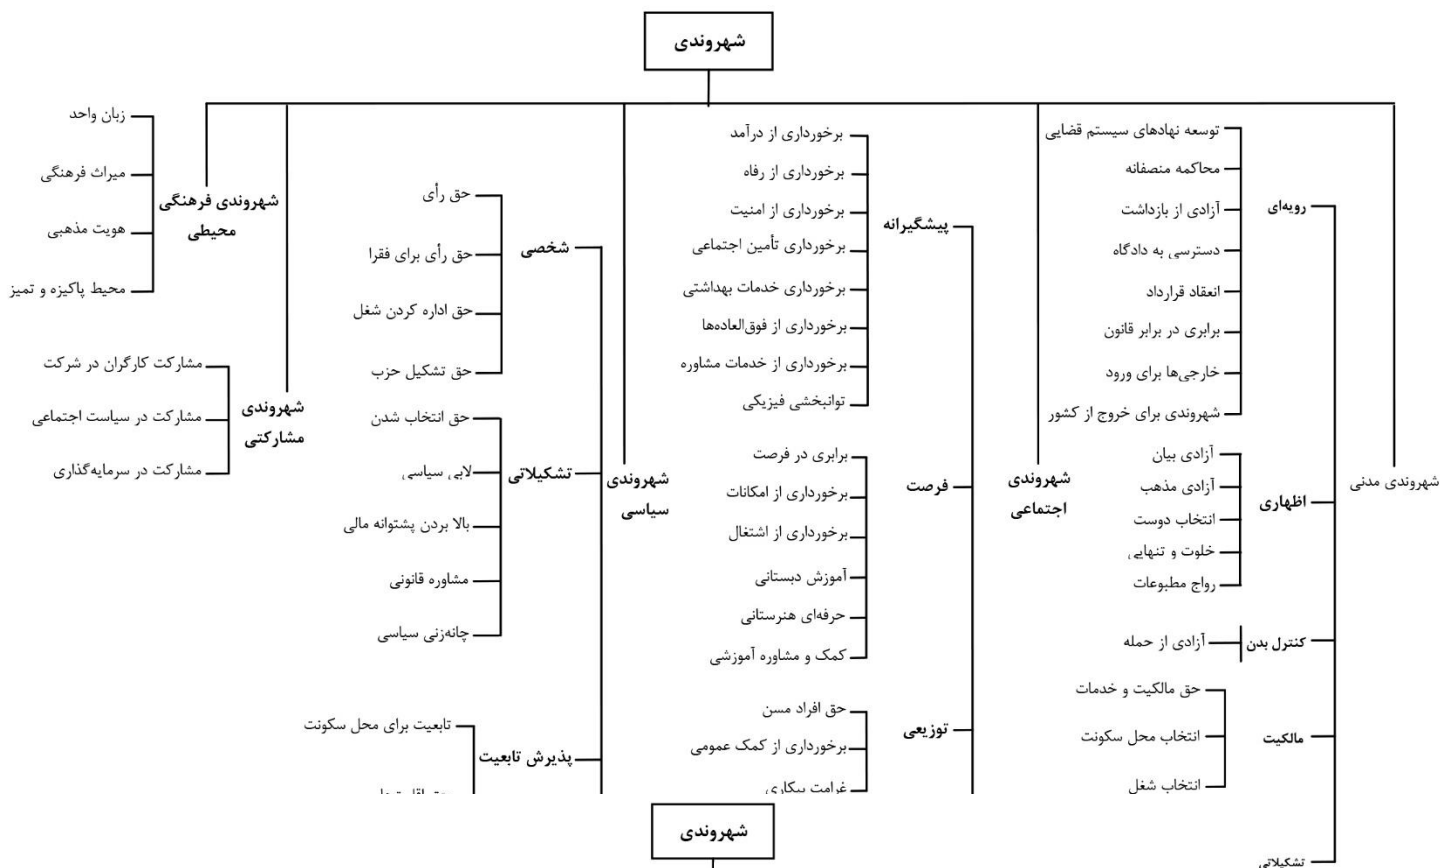 شهروندی
شهروندی مدنی
رویه‌ای
توسعه نهادهای سیستم قضایی
محاکمه منصفانه
آزادی از بازداشت
دسترسی به دادگاه
انعقاد قرارداد
برابری در برابر قانون
خارجی‌ها برای ورود
شهروندی برای خروج از کشور
اظهاری
آزادی بیان
آزادی مذهب
انتخاب دوست
خلوت و تنهایی
رواج مطبوعات
کنترل بدن
آزادی از حمله
مالکیت
حق مالکیت و خدمات
انتخاب محل سکونت
انتخاب شغل
تشکیلاتی
شهروندی
اجتماعی
پیشگیرانه
برخورداری از درآمد
برخورداری از رفاه
برخورداری از امنیت
برخورداری تأمین اجتماعی
برخورداری خدمات بهداشتی
برخورداری از فوق‌العاده‌ها
برخورداری از خدمات مشاوره
توانبخشی فیزیکی
فرصت
برابری در فرصت
برخورداری از امکانات
برخورداری از اشتغال
آموزش دبستانی
حرفه‌ای هنرستانی
کمک و مشاوره آموزشی
توزیعی
حق افراد مسن
برخورداری از کمک عمومی
غرامت بیکاری
شهروندی
سیاسی
شخصی
حق رأی
حق رأی برای فقرا
حق اداره کردن شغل
حق تشکیل حزب
تشکیلاتی
حق انتخاب شدن
لابی سیاسی
بالا بردن پشتوانه مالی
مشاوره قانونی
چانه‌زنی سیاسی
پذیرش تابعیت
تابعیت برای محل سکونت
شهروندی
مشارکتی
مشارکت کارگران در شرکت
مشارکت در سیاست اجتماعی
مشارکت در سرمایه‌گذاری
شهروندی فرهنگی
محیطی
زبان واحد
میراث فرهنگی
هویت مذهبی
محیط پاکیزه و تمیز
شهروندی